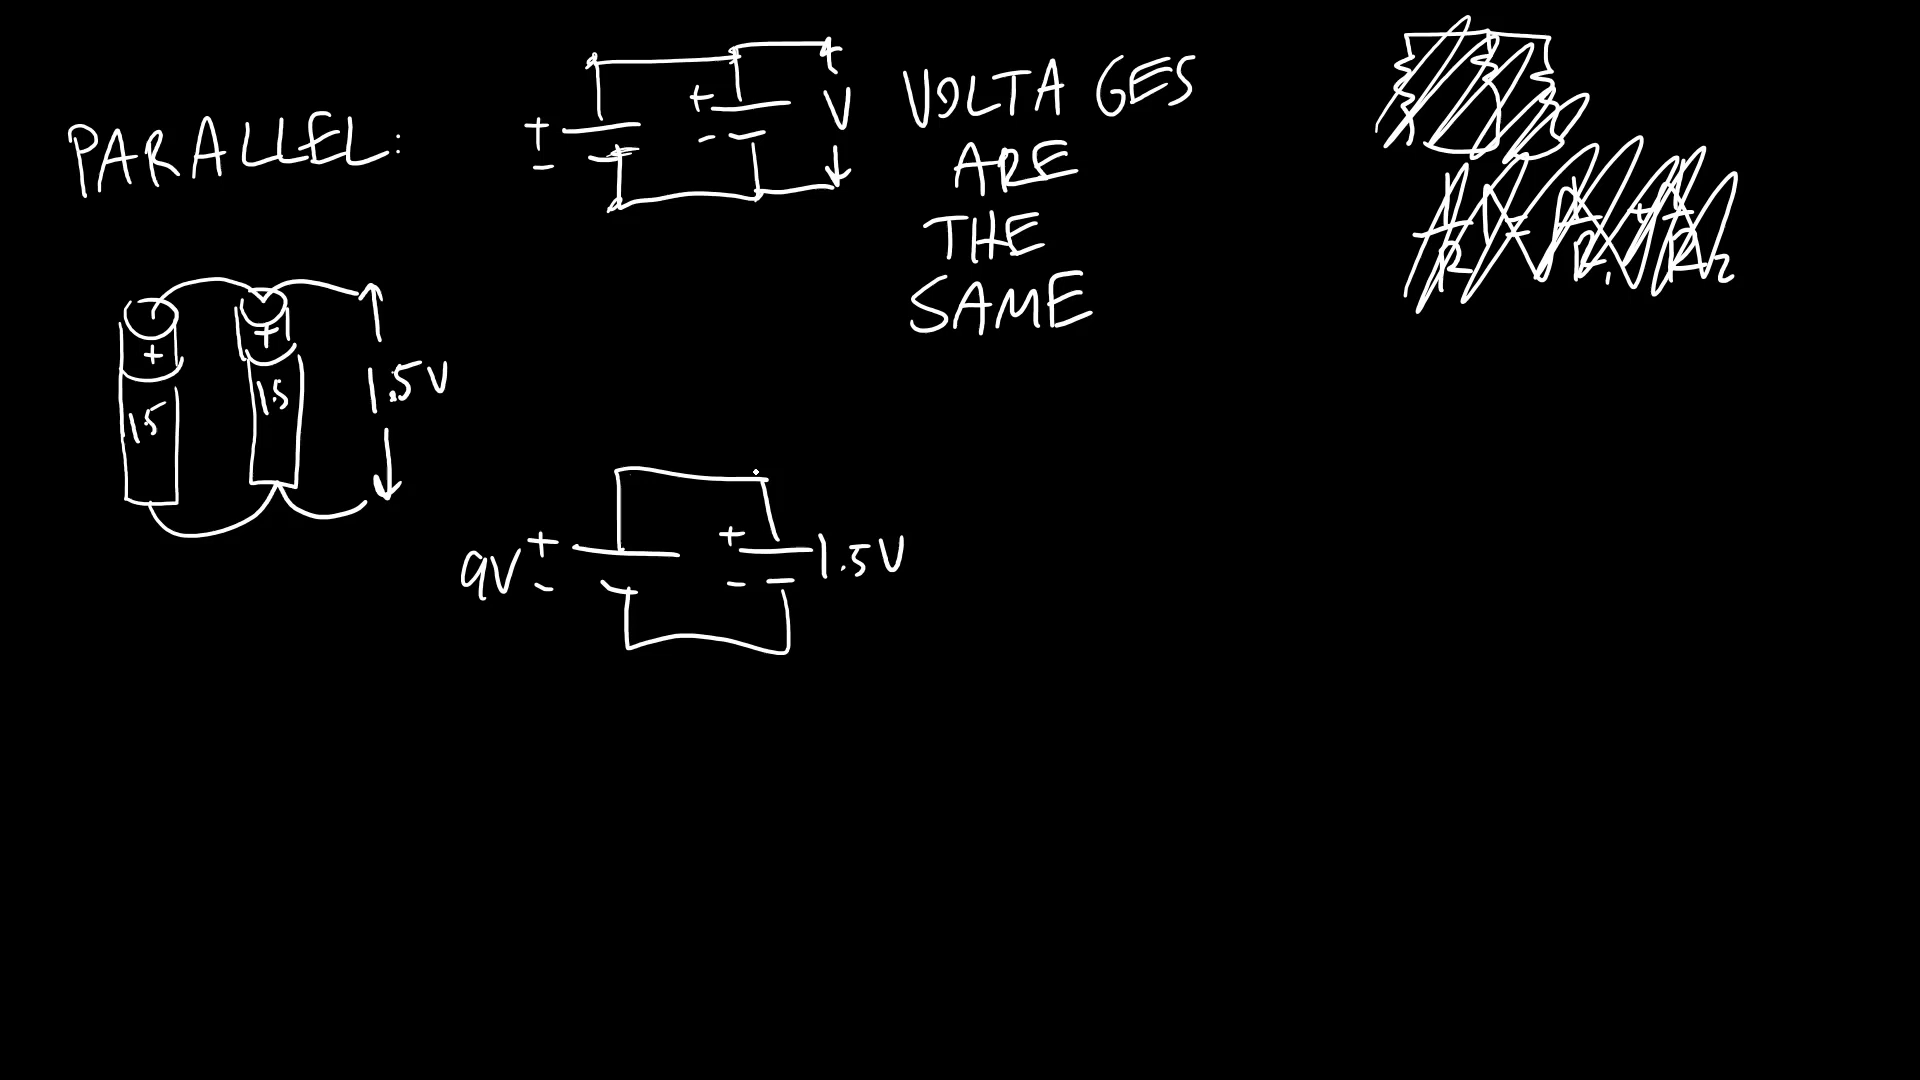 PARALLEL:
+
-
+
-
V
VOLTAGES
ARE
THE
SAME
+
1.5
+
1.5
1.5V
9V
+
-
+
-
1.5V